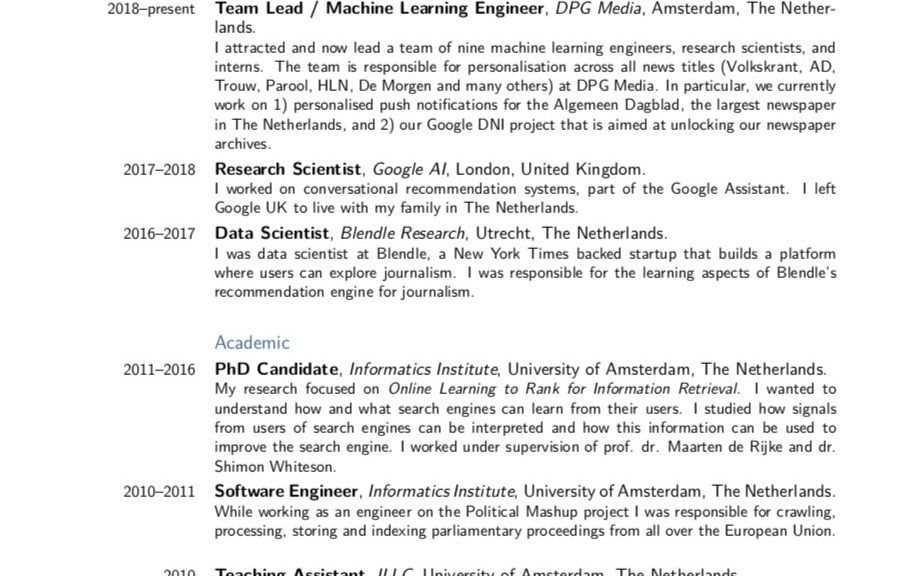 2018–present Team Lead / Machine Learning Engineer, DPG Media, Amsterdam, The Nether-
lands.
I attracted and now lead a team of nine machine learning engineers, research scientists, and
interns. The team is responsible for personalisation across all news titles (Volkskrant, AD,
Trouw, Parool, HLN, De Morgen and many others) at DPG Media. In particular, we currently
work on 1) personalised push notifications for the Algemeen Dagblad, the largest newspaper
in The Netherlands, and 2) our Google DNI project that is aimed at unlocking our newspaper
archives.
2017–2018 Research Scientist, Google AI, London, United Kingdom.
I worked on conversational recommendation systems, part of the Google Assistant. I left
Google UK to live with my family in The Netherlands.
2016–2017 Data Scientist, Blendle Research, Utrecht, The Netherlands.
I was data scientist at Blendle, a New York Times backed startup that builds a platform
where users can explore journalism. I was responsible for the learning aspects of Blendle's
recommendation engine for journalism.
Academic
2011–2016 PhD Candidate, Informatics Institute, University of Amsterdam, The Netherlands.
My research focused on Online Learning to Rank for Information Retrieval. I wanted to
understand how and what search engines can learn from their users. I studied how signals
from users of search engines can be interpreted and how this information can be used to
improve the search engine. I worked under supervision of prof. dr. Maarten de Rijke and dr.
Shimon Whiteson.
2010–2011 Software Engineer, Informatics Institute, University of Amsterdam, The Netherlands.
While working as an engineer on the Political Mashup project I was responsible for crawling,
processing, storing and indexing parliamentary proceedings from all over the European Union.
2010 Teaching Assistant, ILLC, University of Amsterdam, The Netherlands.